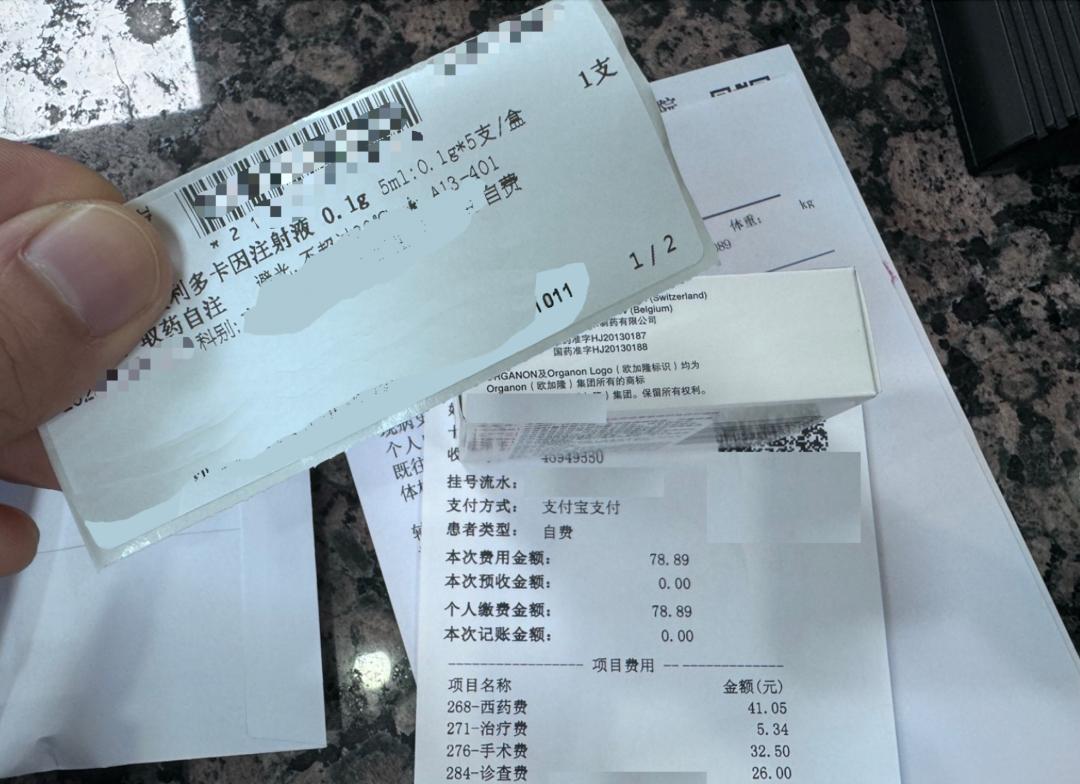 1支
利多卡因注射液 0.1g 5ml:0.1g*5支/盒
A13-401
取药自注
自费
科别:
1/2
1011
体重: kg
(Switzerland)
(Belgium)
制药有限公司
国药准字HJ20130187
国药准字HJ20130188
ORGANON及Organon Logo（欧加隆标识）均为
Organon（欧加隆）集团所有的商标
集团。保留所有权利。
个人
既往
挂号流水:
支付方式: 支付宝支付
患者类型: 自费
本次费用金额: 78.89
本次预收金额: 0.00
个人缴费金额: 78.89
本次记账金额: 0.00
项目费用
项目名称 金额(元)
268-西药费 41.05
271-治疗费 5.34
276-手术费 32.50
284-诊查费 26.00